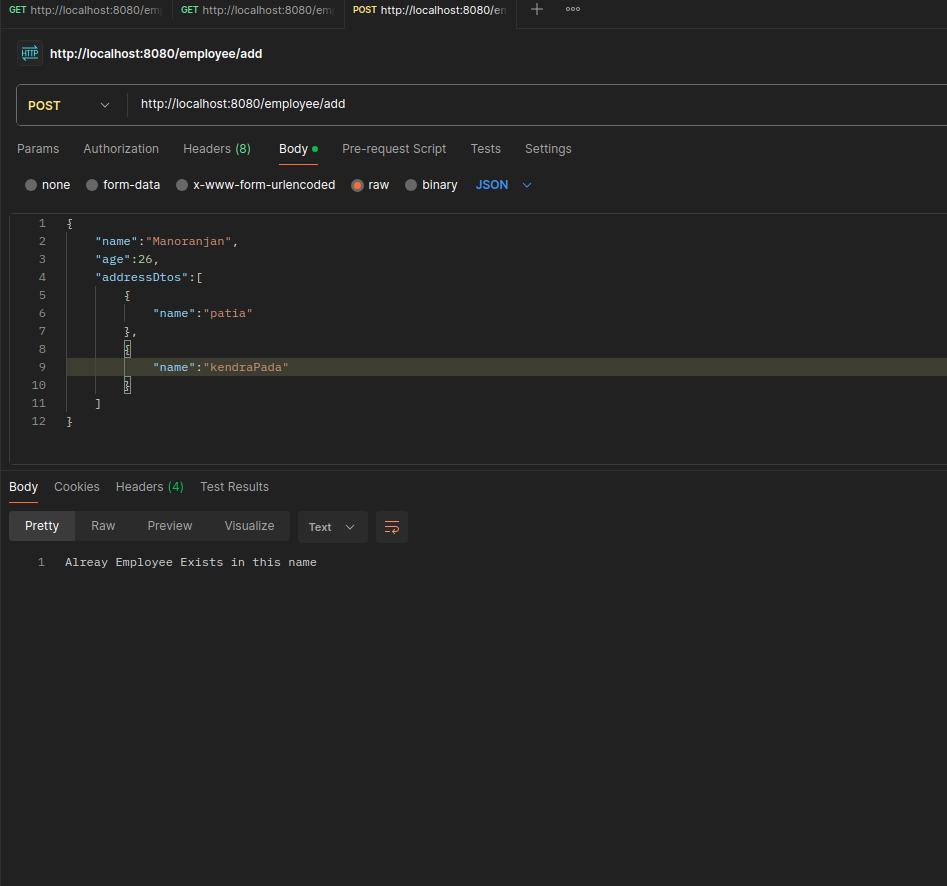 GET http://localhost:8080/em GET http://localhost:8080/em POST http://localhost:8080/en
HTTP http://localhost:8080/employee/add
POST http://localhost:8080/employee/add
Params Authorization Headers (8) Body Pre-request Script Tests Settings
none form-data x-www-form-urlencoded raw binary JSON
1 {
2 "name":"Manoranjan",
3 "age":26,
4 "addressDtos":[
5 {
6 "name":"patia"
7 },
8 {
9 "name":"kendraPada"
10 }
11 ]
12 }
Body Cookies Headers (4) Test Results
Pretty Raw Preview Visualize Text
1 Alreay Employee Exists in this name